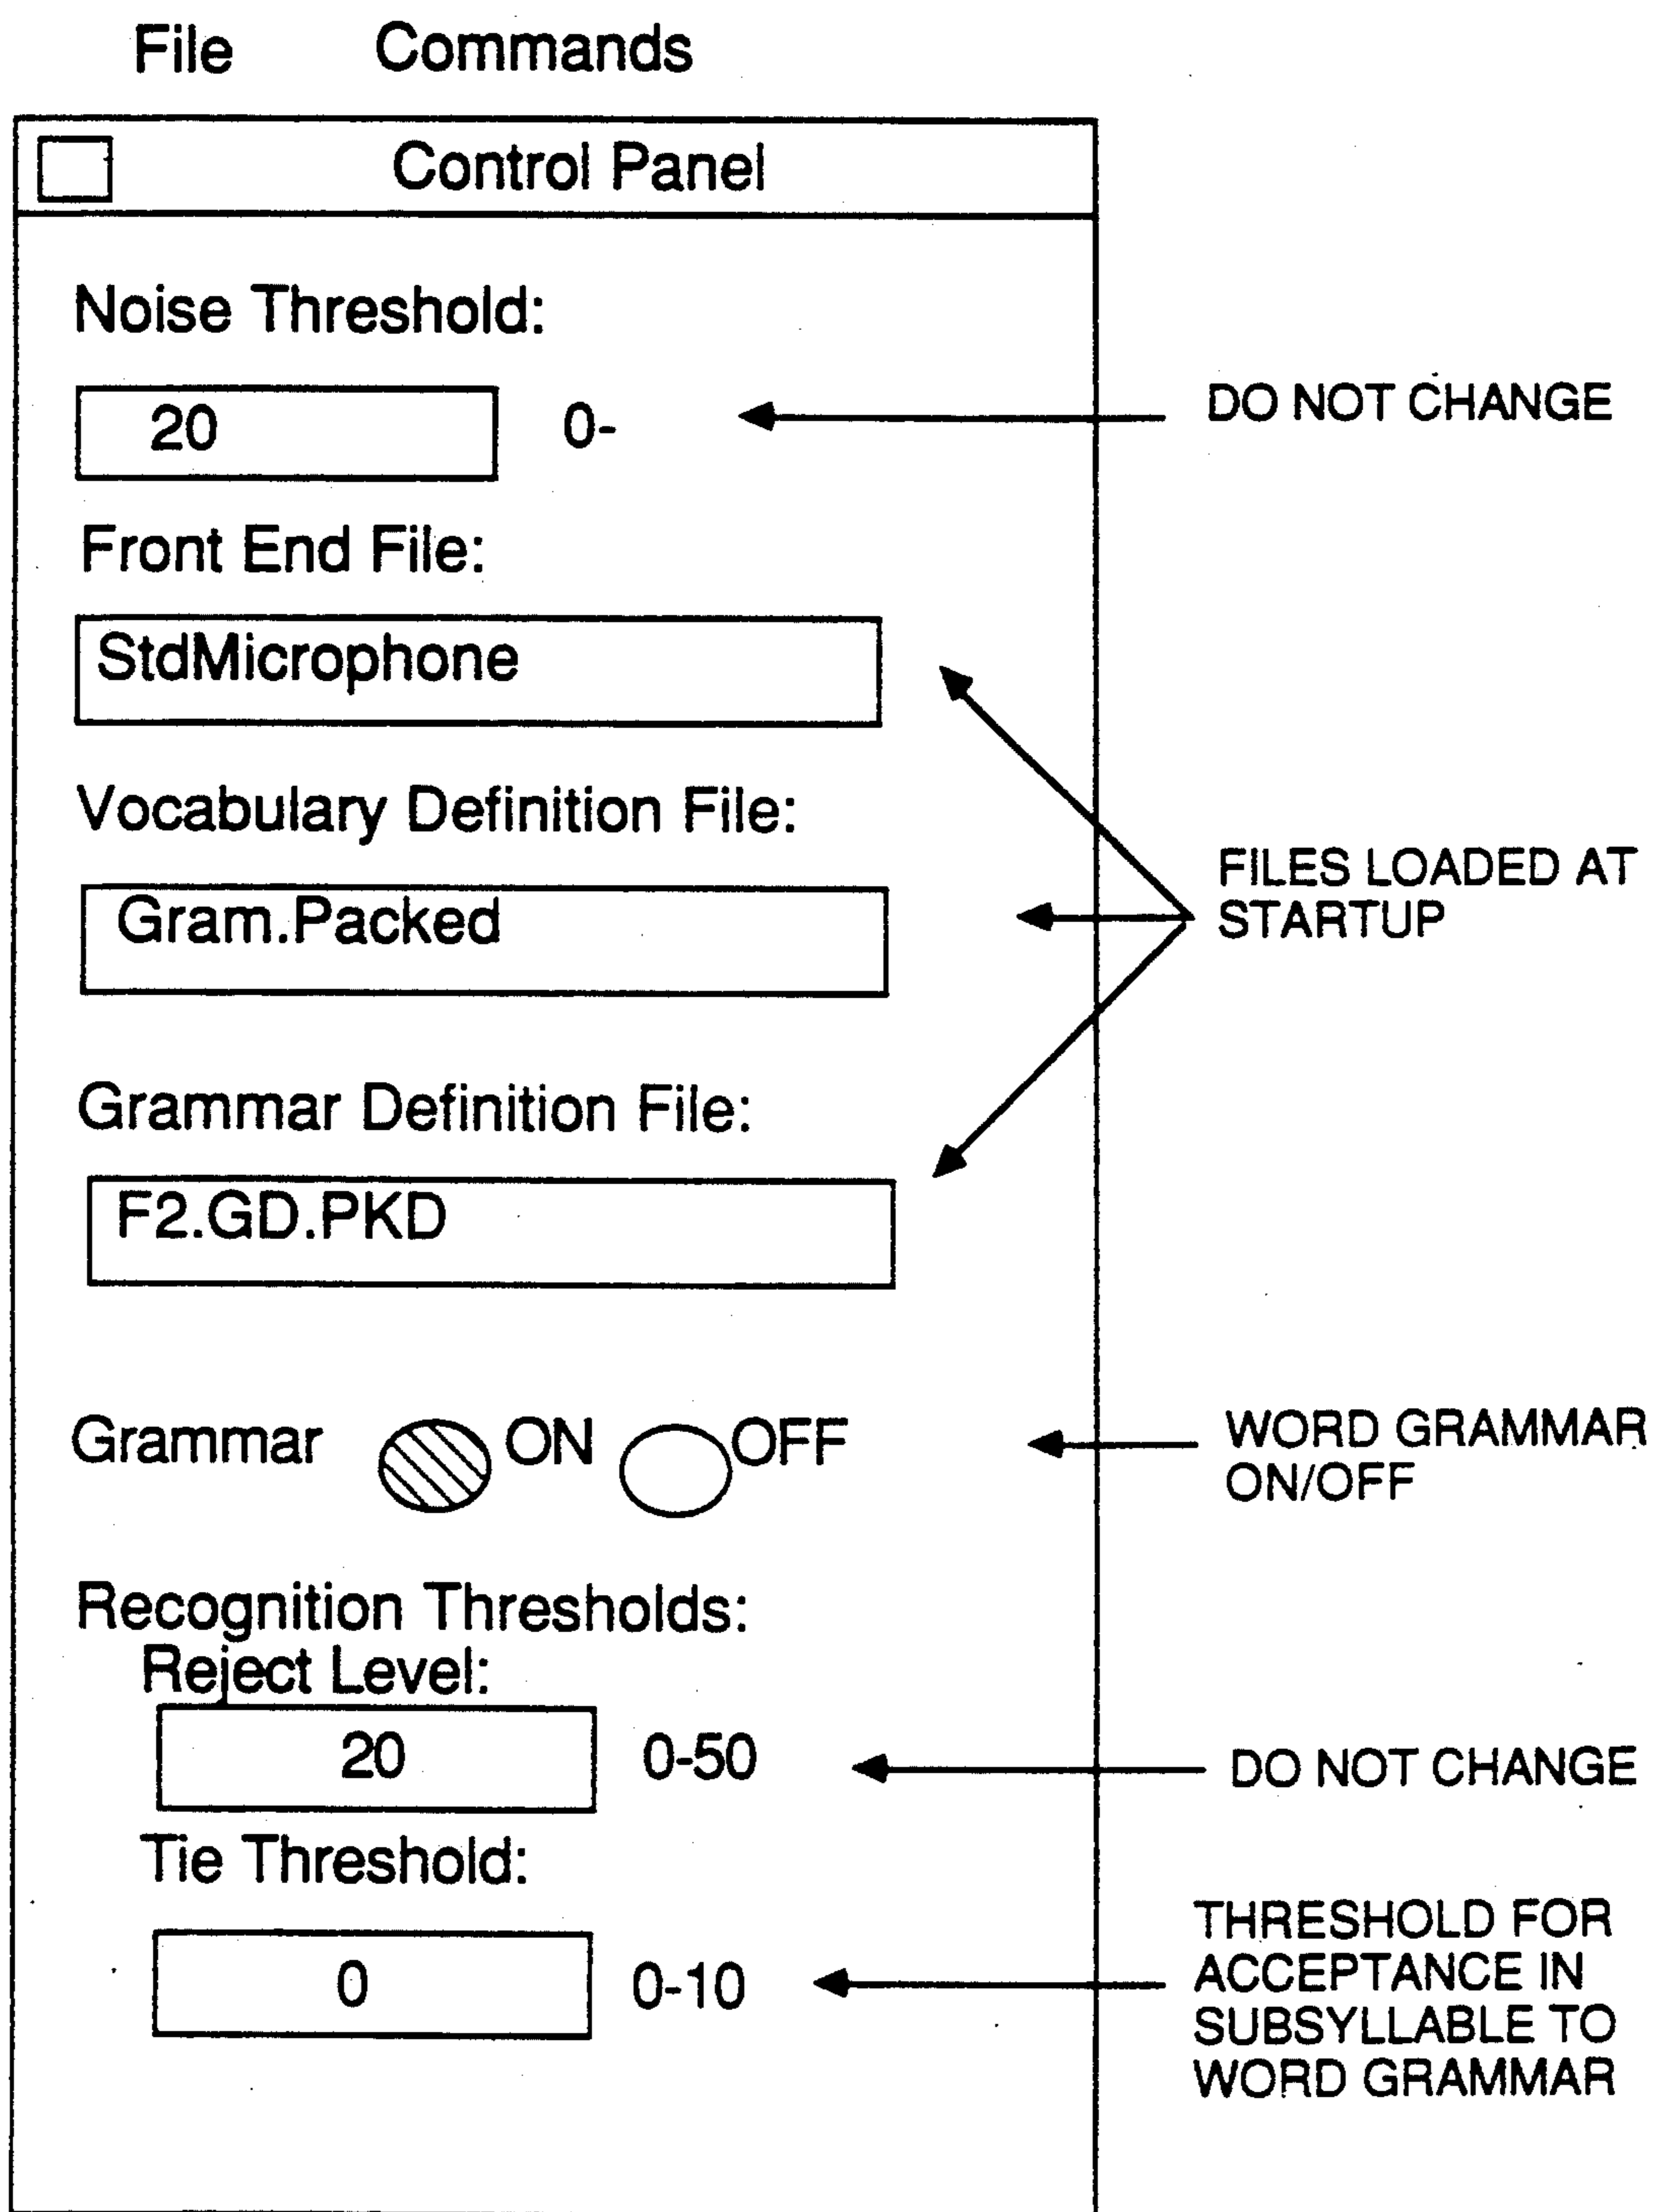 File Commands
Control Panel
Noise Threshold:
20 0-
DO NOT CHANGE
Front End File:
StdMicrophone
Vocabulary Definition File:
Gram.Packed
FILES LOADED AT
STARTUP
Grammar Definition File:
F2.GD.PKD
Grammar ON OFF
WORD GRAMMAR
ON/OFF
Recognition Thresholds:
Reject Level:
20 0-50
DO NOT CHANGE
Tie Threshold:
0 0-10
THRESHOLD FOR
ACCEPTANCE IN
SUBSYLLABLE TO
WORD GRAMMAR